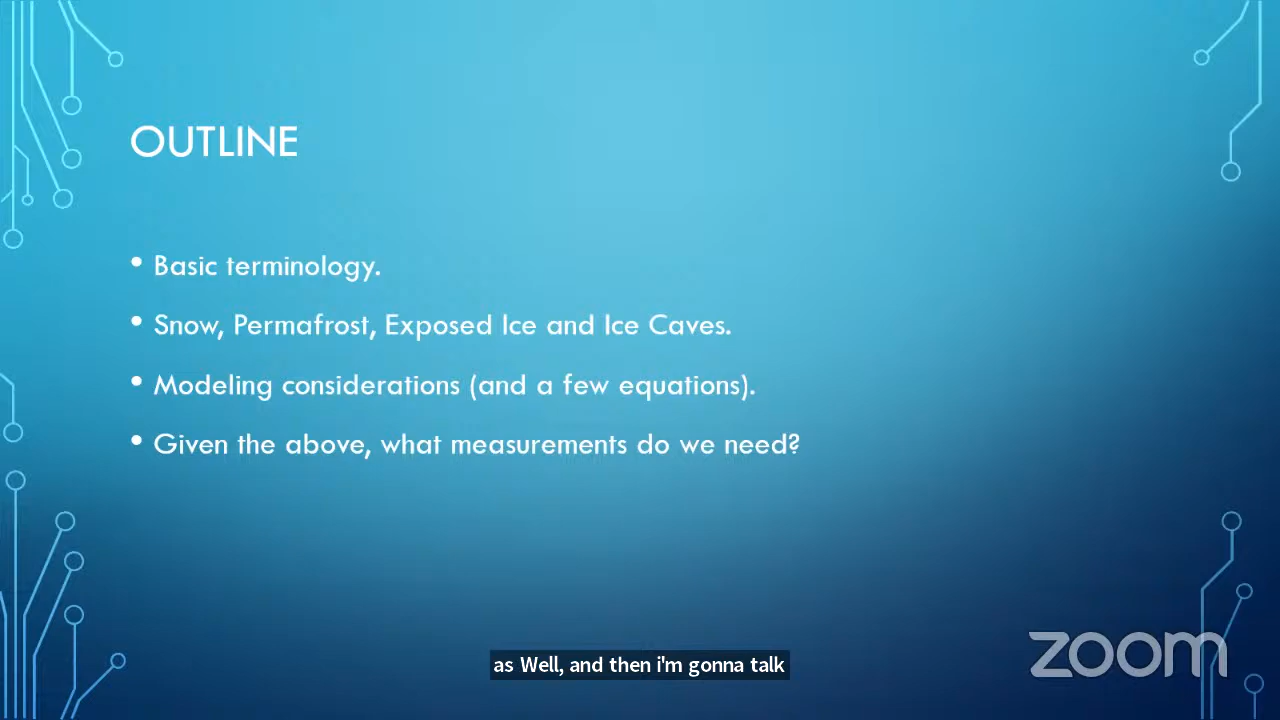 OUTLINE
• Basic terminology.
• Snow, Permafrost, Exposed Ice and Ice Caves.
• Modeling considerations (and a few equations).
• Given the above, what measurements do we need?
as Well, and then i'm gonna talk
zoom